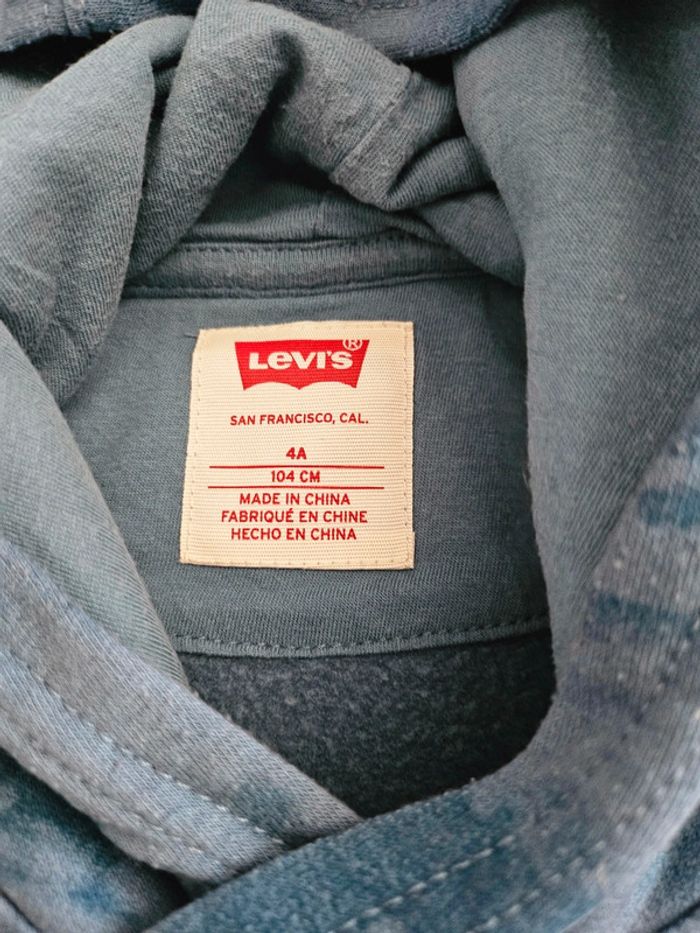 Levi's®
SAN FRANCISCO, CAL.
4A
104 CM
MADE IN CHINA
FABRIQUÉ EN CHINE
HECHO EN CHINA